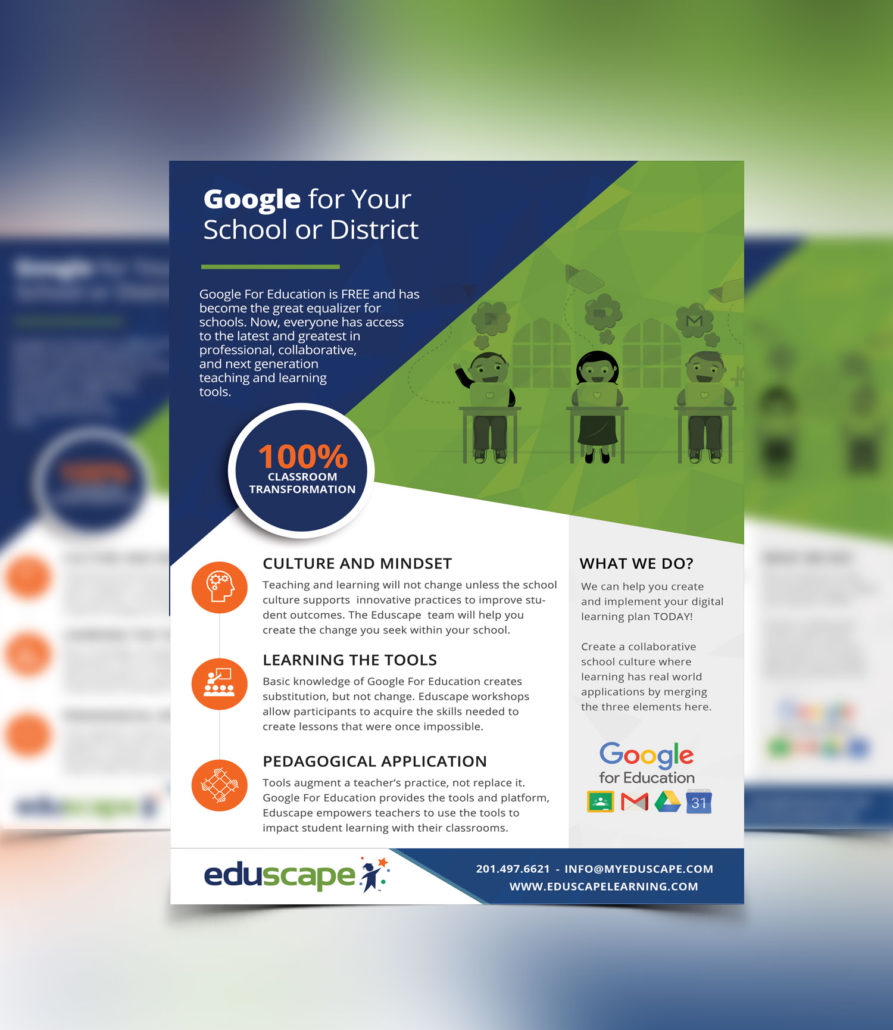 Google for Your
School or District
Google For Education is FREE and has
become the great equalizer for
schools. Now, everyone has access
to the latest and greatest in
professional, collaborative,
and next generation
teaching and learning
tools.
100%
CLASSROOM
TRANSFORMATION
CULTURE AND MINDSET
Teaching and learning will not change unless the school
culture supports innovative practices to improve stu-
dent outcomes. The Eduscape team will help you
create the change you seek within your school.
LEARNING THE TOOLS
Basic knowledge of Google For Education creates
substitution, but not change. Eduscape workshops
allow participants to acquire the skills needed to
create lessons that were once impossible.
PEDAGOGICAL APPLICATION
Tools augment a teacher's practice, not replace it.
Google For Education provides the tools and platform,
Eduscape empowers teachers to use the tools to
impact student learning with their classrooms.
WHAT WE DO?
We can help you create
and implement your digital
learning plan TODAY!
Create a collaborative
school culture where
learning has real world
applications by merging
the three elements here.
Google
for Education
31
eduscape
201.497.6621 - INFO@MYEDUSCAPE.COM
WWW.EDUSCAPELEARNING.COM